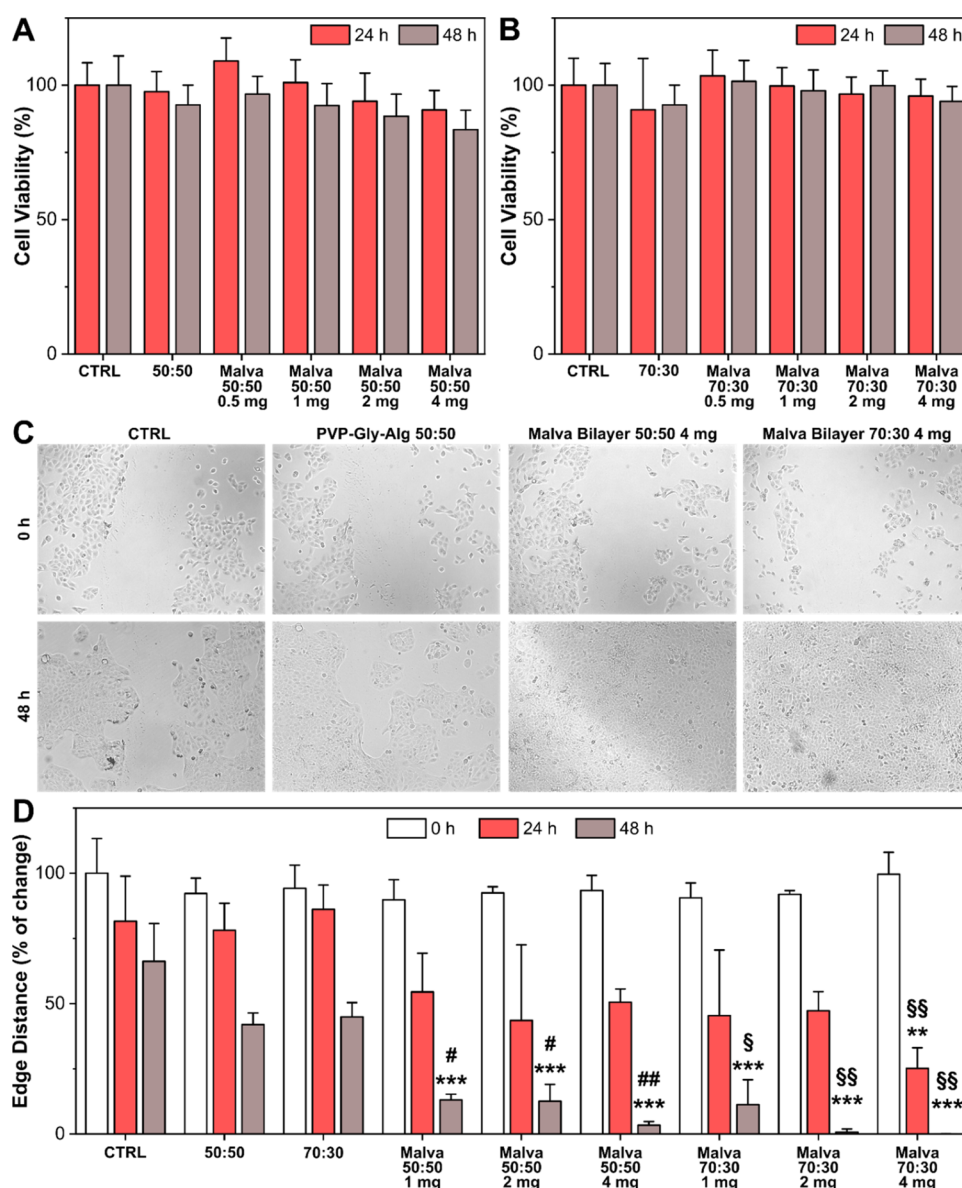 A
24 h
48 h
Cell Viability (%)
100
50
0
CTRL
50:50
Malva
50:50
0.5 mg
Malva
50:50
1 mg
Malva
50:50
2 mg
Malva
50:50
4 mg
B
24 h
48 h
Cell Viability (%)
100
50
0
CTRL
70:30
Malva
70:30
0.5 mg
Malva
70:30
1 mg
Malva
70:30
2 mg
Malva
70:30
4 mg
C
CTRL
PVP-Gly-Alg 50:50
Malva Bilayer 50:50 4 mg
Malva Bilayer 70:30 4 mg
0 h
48 h
D
0 h
24 h
48 h
Edge Distance (% of change)
100
50
0
#
***
#
***
##
***
§
***
§§
***
§§
**
§§
***
CTRL
50:50
70:30
Malva
50:50
1 mg
Malva
50:50
2 mg
Malva
50:50
4 mg
Malva
70:30
1 mg
Malva
70:30
2 mg
Malva
70:30
4 mg